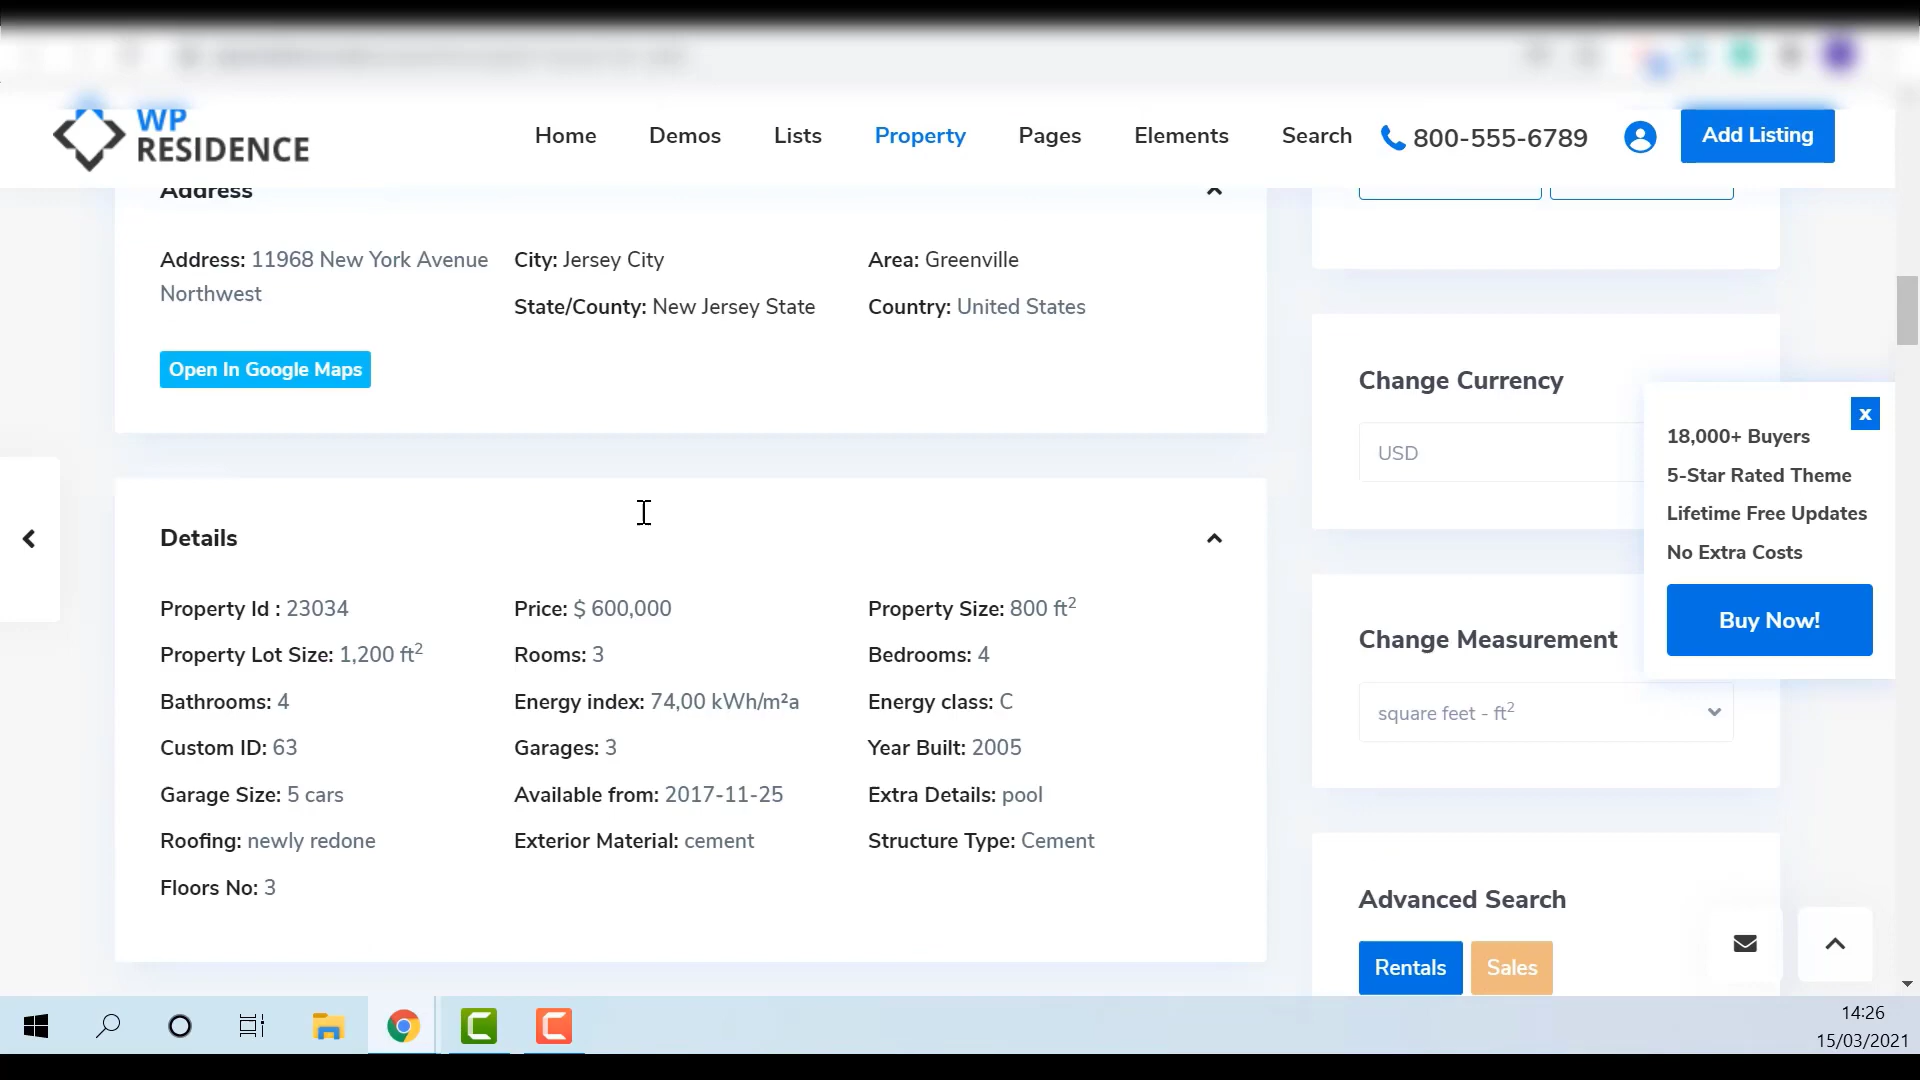 WP
RESIDENCE
Home Demos Lists Property Pages Elements Search 800-555-6789 Add Listing
Address
Address: 11968 New York Avenue
Northwest
City: Jersey City
Area: Greenville
State/County: New Jersey State
Country: United States
Open In Google Maps
Details
Property Id : 23034 Price: $ 600,000 Property Size: 800 ft²
Property Lot Size: 1,200 ft² Rooms: 3 Bedrooms: 4
Bathrooms: 4 Energy index: 74,00 kWh/m²a Energy class: C
Custom ID: 63 Garages: 3 Year Built: 2005
Garage Size: 5 cars Available from: 2017-11-25 Extra Details: pool
Roofing: newly redone Exterior Material: cement Structure Type: Cement
Floors No: 3
Change Currency
USD
Change Measurement
square feet - ft²
Advanced Search
Rentals Sales
x
18,000+ Buyers
5-Star Rated Theme
Lifetime Free Updates
No Extra Costs
Buy Now!
14:26
15/03/2021